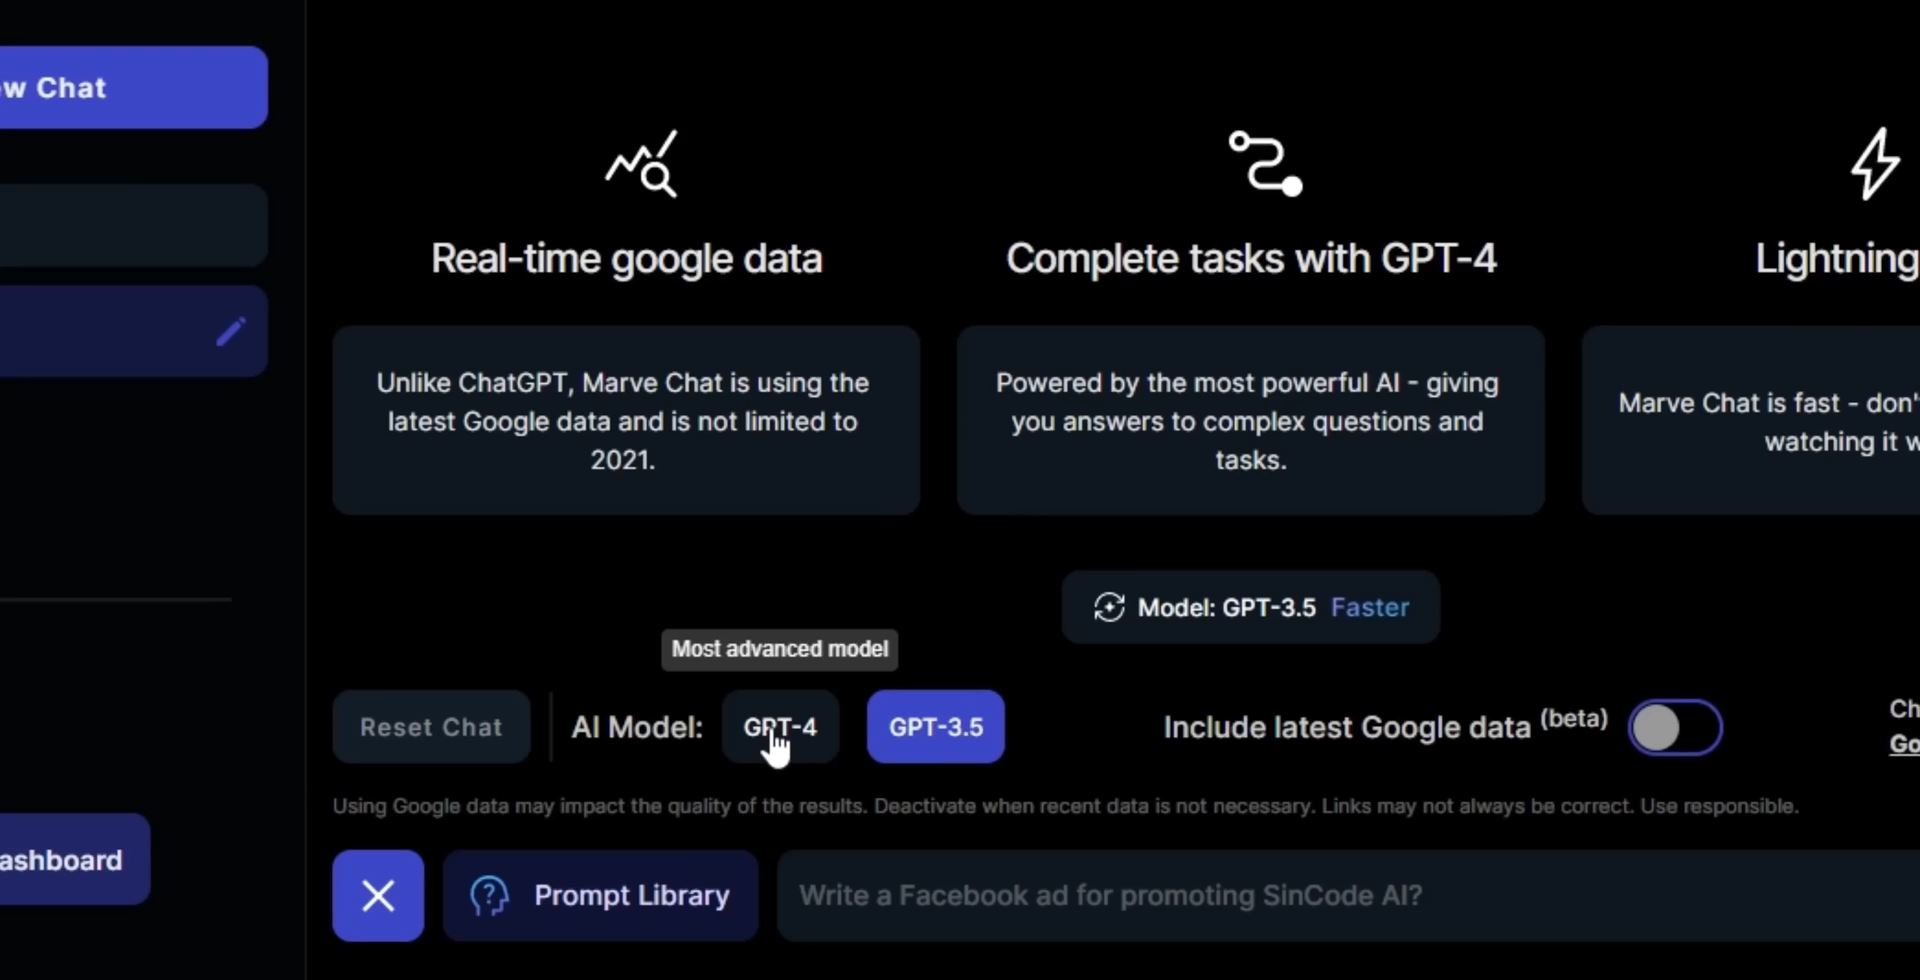 ew Chat
Real-time google data
Complete tasks with GPT-4
Lightning
Unlike ChatGPT, Marve Chat is using the
latest Google data and is not limited to
2021.
Powered by the most powerful AI - giving
you answers to complex questions and
tasks.
Marve Chat is fast - don'
watching it w
Model: GPT-3.5 Faster
Most advanced model
Reset Chat
AI Model:
GPT-4
GPT-3.5
Include latest Google data (beta)
Ch
Go
Using Google data may impact the quality of the results. Deactivate when recent data is not necessary. Links may not always be correct. Use responsible.
ashboard
Prompt Library
Write a Facebook ad for promoting SinCode AI?